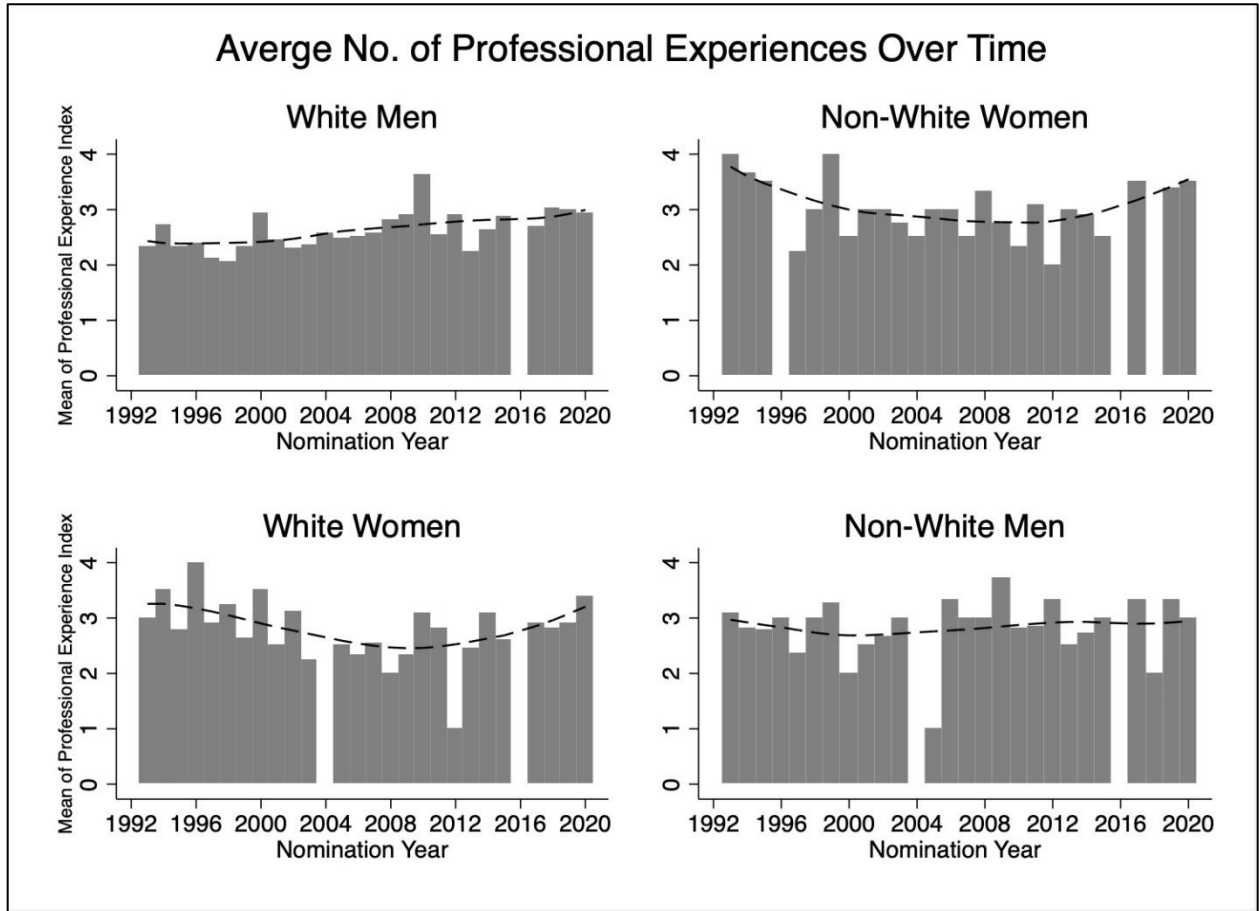 Averge No. of Professional Experiences Over Time
White Men
Mean of Professional Experience Index
4
3
2
1
0
1992 1996 2000 2004 2008 2012 2016 2020
Nomination Year
Non-White Women
4
3
2
1
0
1992 1996 2000 2004 2008 2012 2016 2020
Nomination Year
White Women
Mean of Professional Experience Index
4
3
2
1
0
1992 1996 2000 2004 2008 2012 2016 2020
Nomination Year
Non-White Men
4
3
2
1
0
1992 1996 2000 2004 2008 2012 2016 2020
Nomination Year